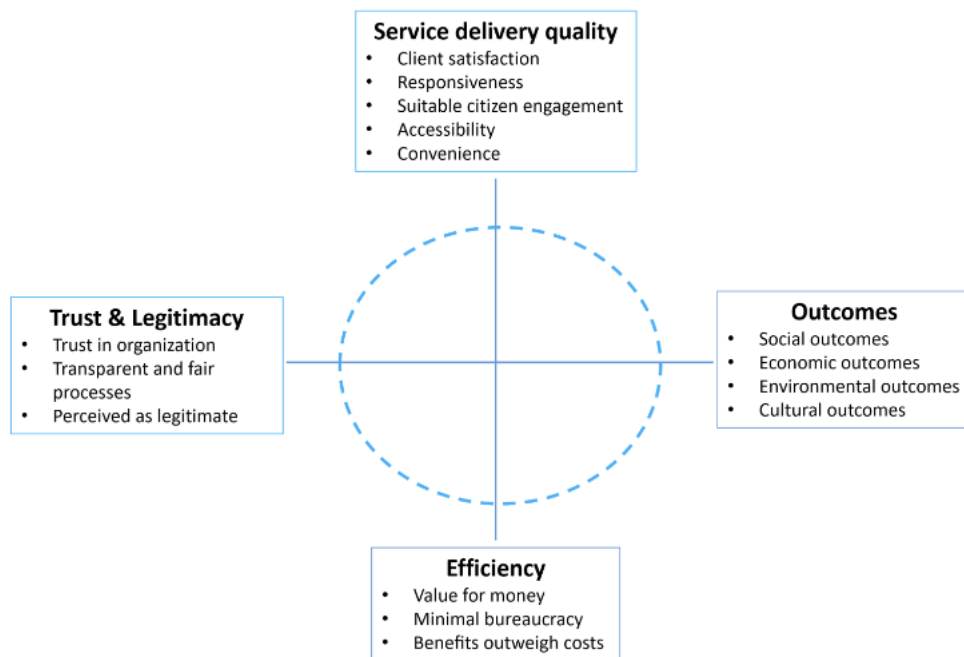 Service delivery quality
• Client satisfaction
• Responsiveness
• Suitable citizen engagement
• Accessibility
• Convenience
Trust & Legitimacy
• Trust in organization
• Transparent and fair
processes
• Perceived as legitimate
Outcomes
• Social outcomes
• Economic outcomes
• Environmental outcomes
• Cultural outcomes
Efficiency
• Value for money
• Minimal bureaucracy
• Benefits outweigh costs